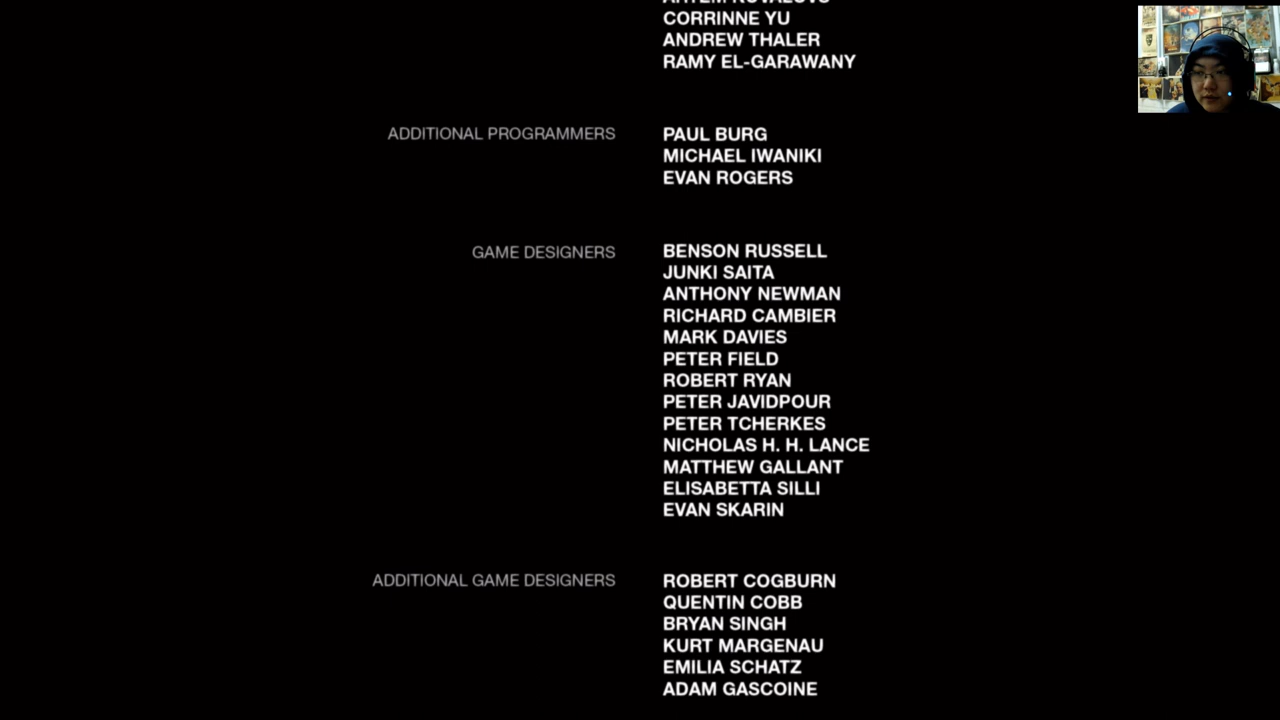 CORRINNE YU
ANDREW THALER
RAMY EL-GARAWANY
ADDITIONAL PROGRAMMERS
PAUL BURG
MICHAEL IWANIKI
EVAN ROGERS
GAME DESIGNERS
BENSON RUSSELL
JUNKI SAITA
ANTHONY NEWMAN
RICHARD CAMBIER
MARK DAVIES
PETER FIELD
ROBERT RYAN
PETER JAVIDPOUR
PETER TCHERKES
NICHOLAS H. H. LANCE
MATTHEW GALLANT
ELISABETTA SILLI
EVAN SKARIN
ADDITIONAL GAME DESIGNERS
ROBERT COGBURN
QUENTIN COBB
BRYAN SINGH
KURT MARGENAU
EMILIA SCHATZ
ADAM GASCOINE